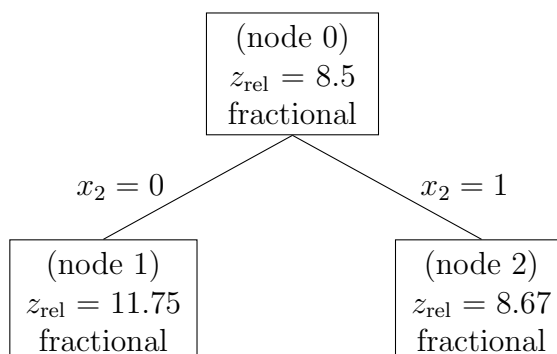 (node 0)
z_rel = 8.5
fractional
x_2 = 0
x_2 = 1
(node 1)
z_rel = 11.75
fractional
(node 2)
z_rel = 8.67
fractional